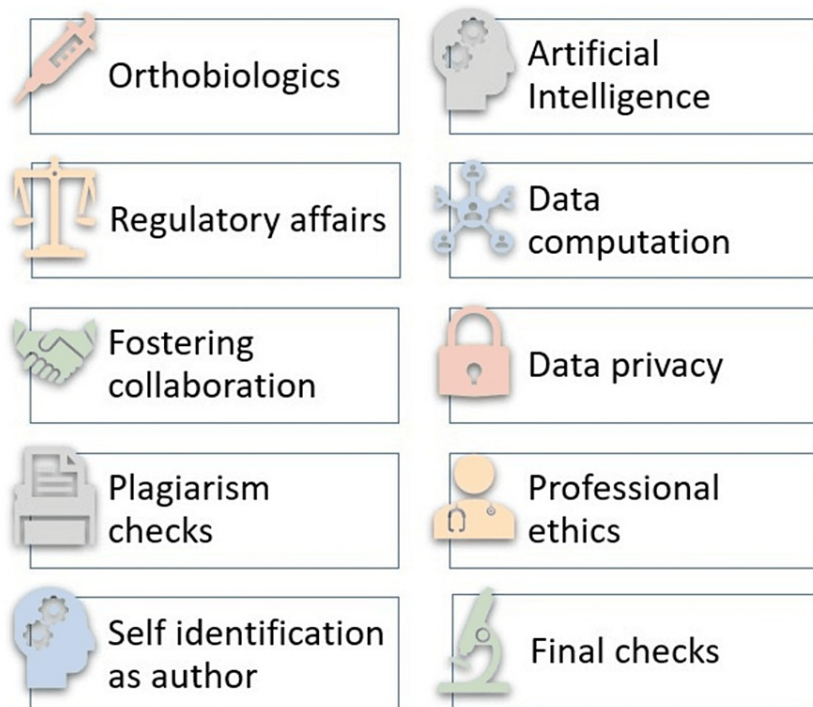 Orthobiologics
Artificial
Intelligence
Regulatory affairs
Data
computation
Fostering
collaboration
Data privacy
Plagiarism
checks
Professional
ethics
Self identification
as author
Final checks